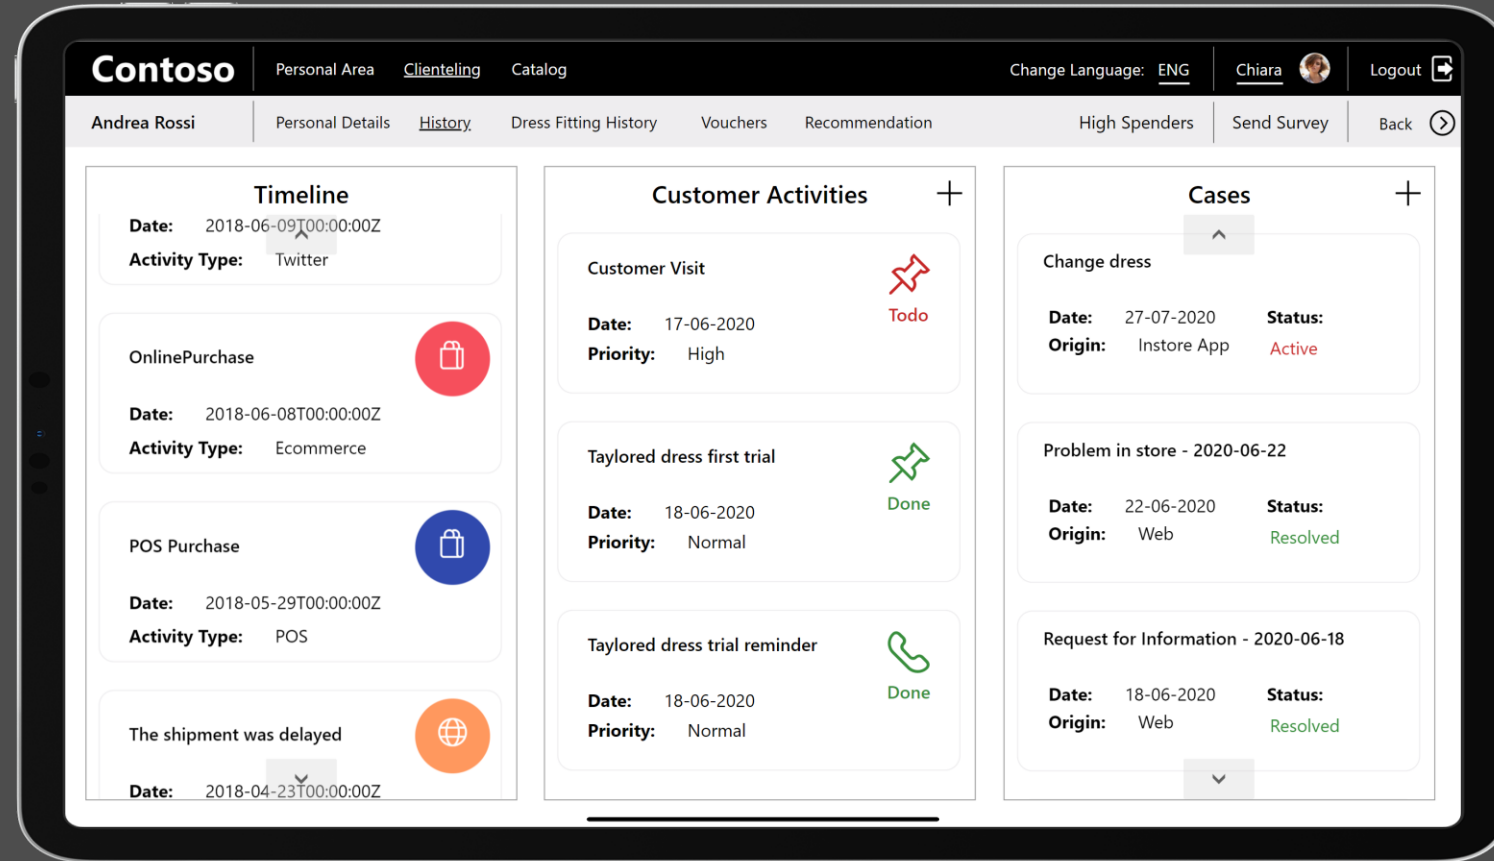 Contoso
Personal Area
Clienteling
Catalog
Change Language: ENG
Chiara
Logout
Andrea Rossi
Personal Details
History
Dress Fitting History
Vouchers
Recommendation
High Spenders
Send Survey
Back
Timeline
Date: 2018-06-09T00:00:00Z
Activity Type: Twitter
OnlinePurchase
Date: 2018-06-08T00:00:00Z
Activity Type: Ecommerce
POS Purchase
Date: 2018-05-29T00:00:00Z
Activity Type: POS
The shipment was delayed
Date: 2018-04-23T00:00:00Z
Customer Activities
Customer Visit
Todo
Date: 17-06-2020
Priority: High
Taylored dress first trial
Done
Date: 18-06-2020
Priority: Normal
Taylored dress trial reminder
Done
Date: 18-06-2020
Priority: Normal
Cases
Change dress
Date: 27-07-2020 Status:
Origin: Instore App Active
Problem in store - 2020-06-22
Date: 22-06-2020 Status:
Origin: Web Resolved
Request for Information - 2020-06-18
Date: 18-06-2020 Status:
Origin: Web Resolved